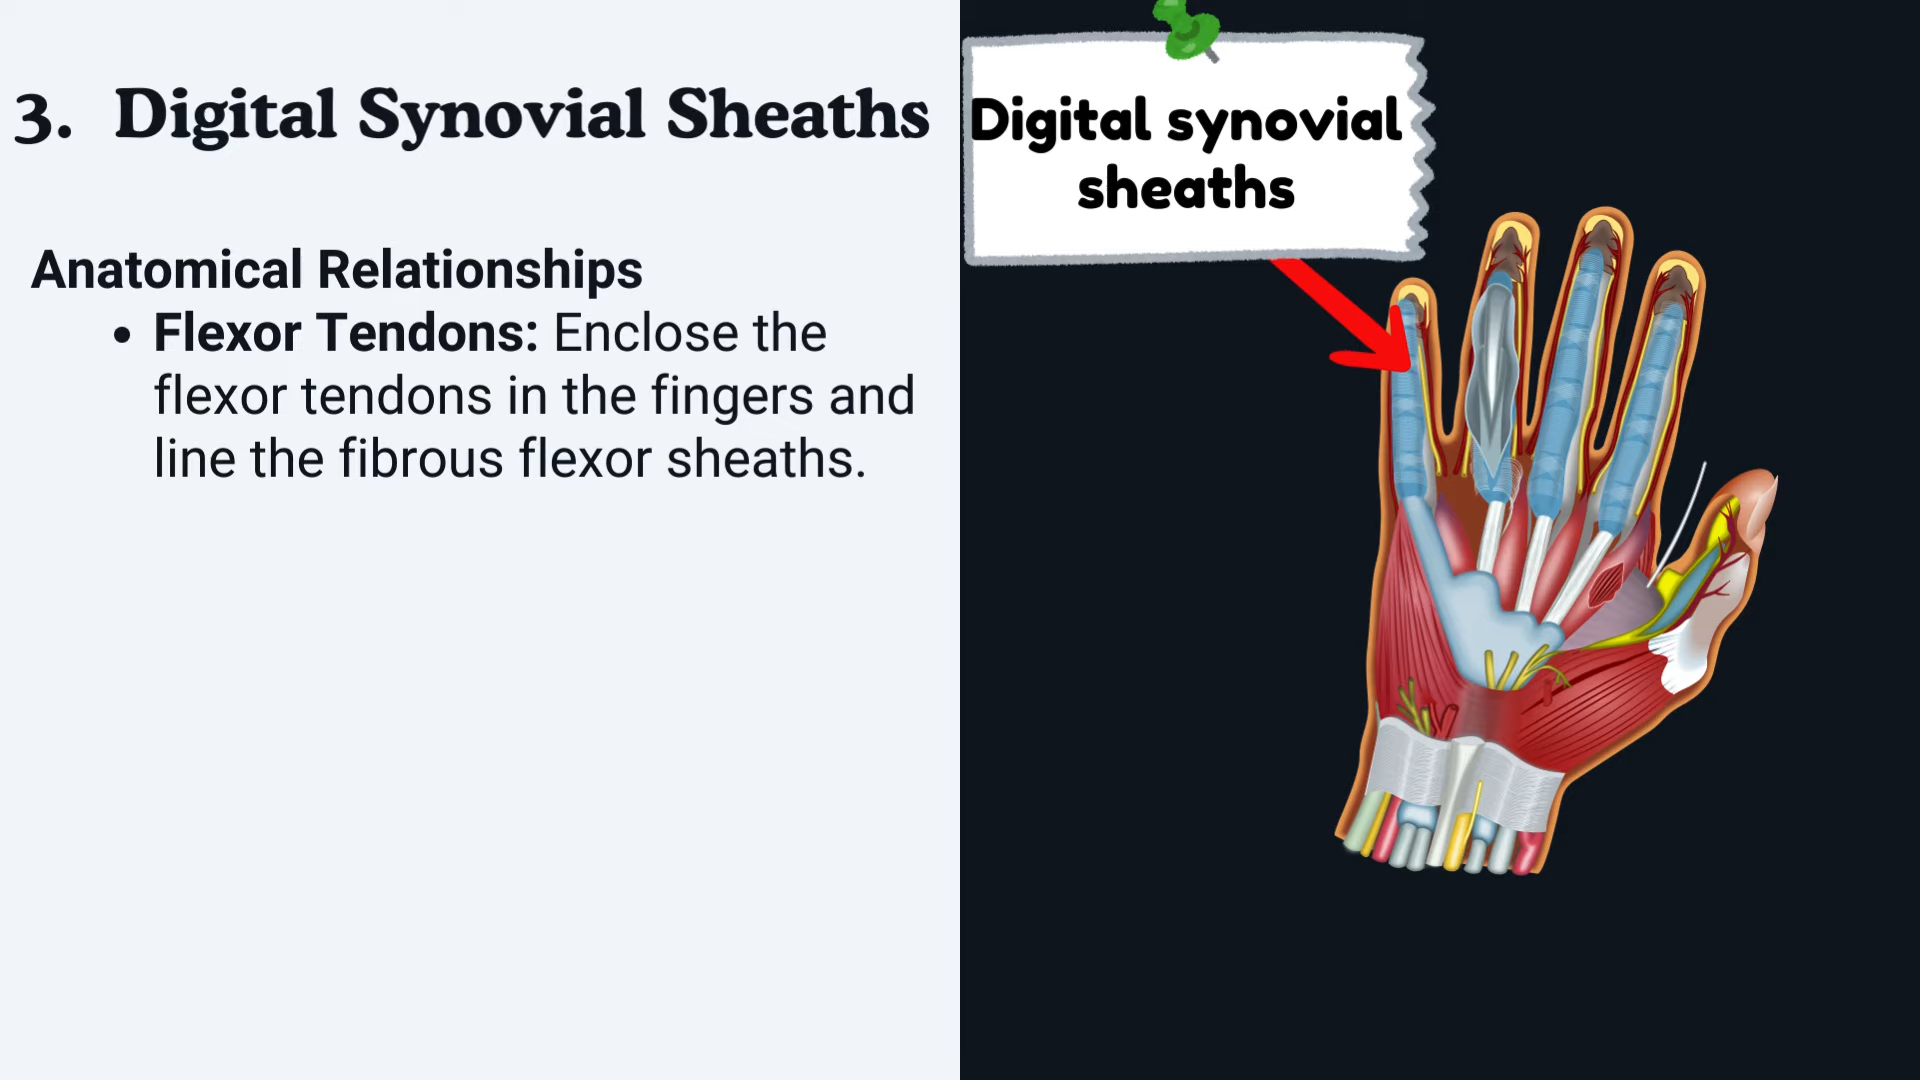 3. Digital Synovial Sheaths
Anatomical Relationships
• Flexor Tendons: Enclose the
flexor tendons in the fingers and
line the fibrous flexor sheaths.
Digital synovial
sheaths